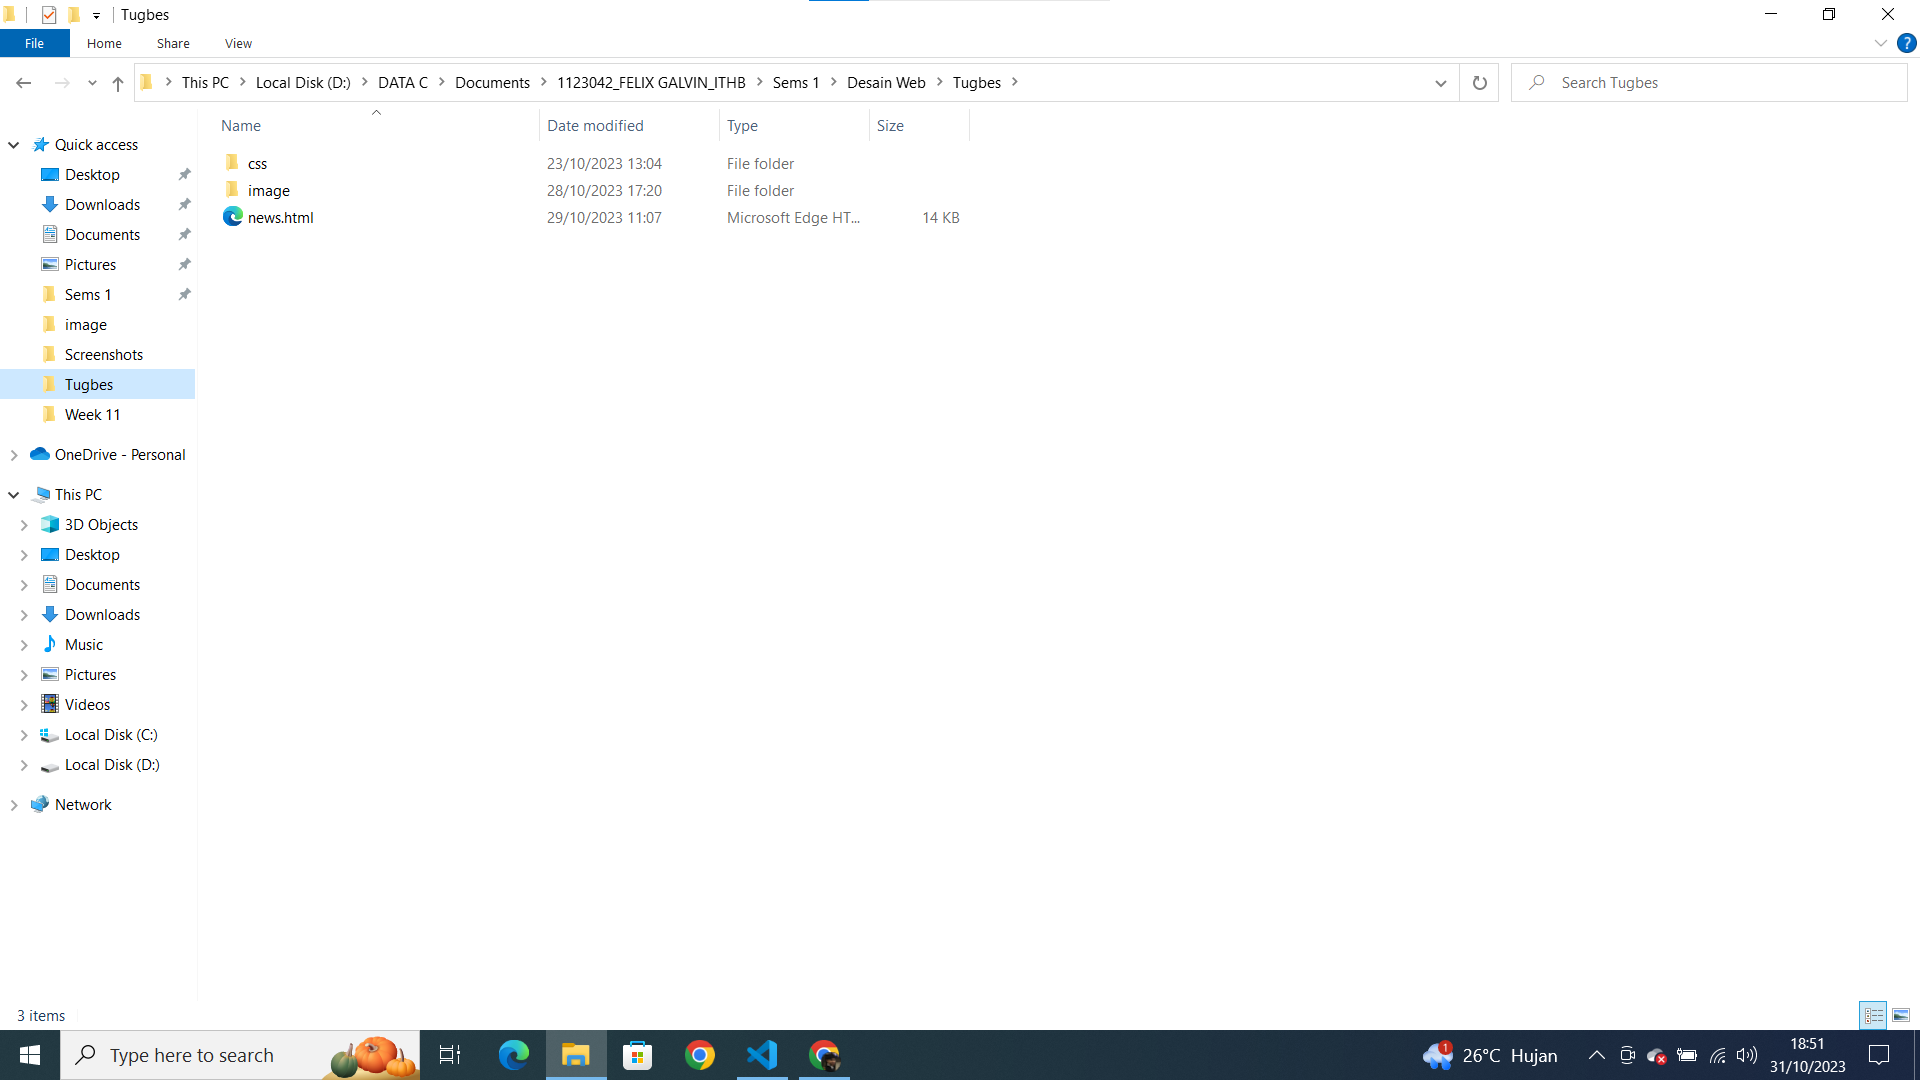 Tugbes
File Home Share View
This PC Local Disk (D:) DATA C Documents 1123042_FELIX GALVIN_ITHB Sems 1 Desain Web Tugbes
Search Tugbes
Name Date modified Type Size
css 23/10/2023 13:04 File folder
image 28/10/2023 17:20 File folder
news.html 29/10/2023 11:07 Microsoft Edge HT... 14 KB
Quick access
Desktop
Downloads
Documents
Pictures
Sems 1
image
Screenshots
Tugbes
Week 11
OneDrive - Personal
This PC
3D Objects
Desktop
Documents
Downloads
Music
Pictures
Videos
Local Disk (C:)
Local Disk (D:)
Network
3 items
Type here to search
1
26°C Hujan
18:51
31/10/2023